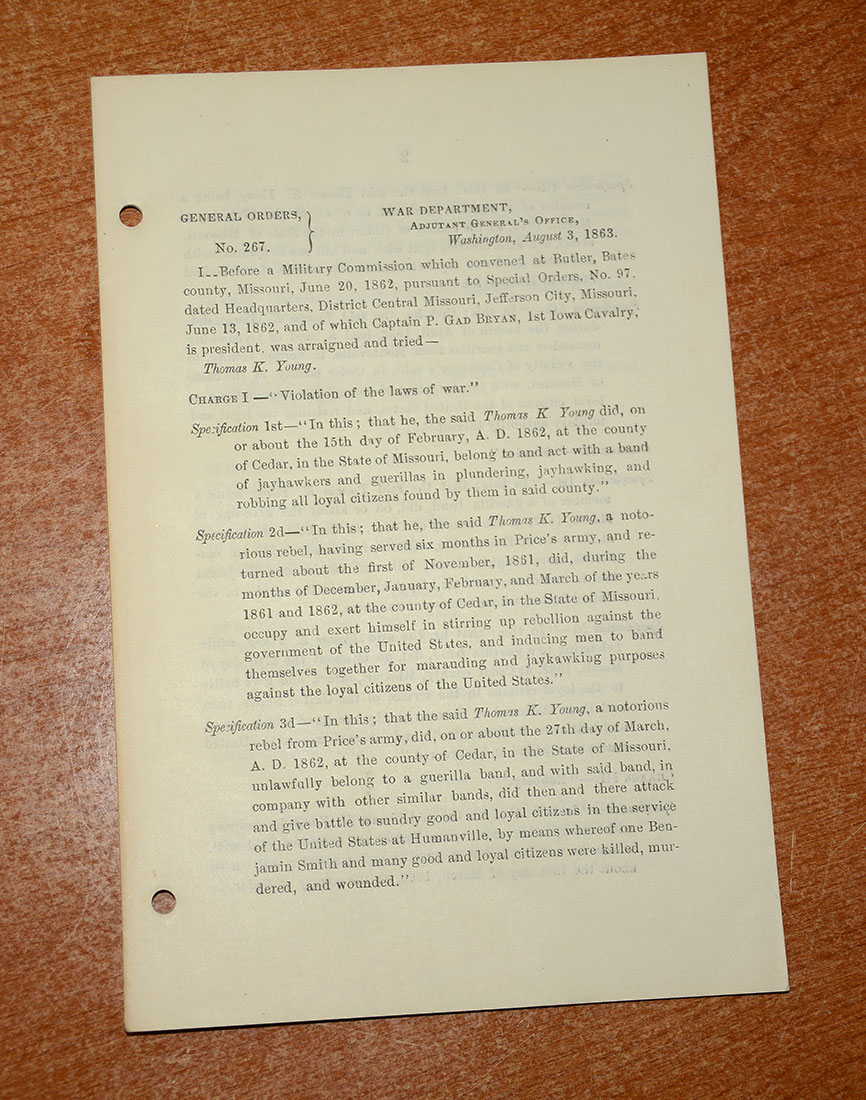 GENERAL ORDERS,
No. 267.
WAR DEPARTMENT,
ADJUTANT GENERAL'S OFFICE,
Washington, August 3, 1863.
I..Before a Military Commission which convened at Butler, Bates
county, Missouri, June 20, 1862, pursuant to Special Orders, No. 97,
dated Headquarters, District Central Missouri, Jefferson City, Missouri,
June 13, 1862, and of which Captain P. GAD BRYAN, 1st Iowa Cavalry,
is president, was arraigned and tried—
Thomas K. Young.
CHARGE I —"Violation of the laws of war."
Specification 1st—"In this; that he, the said Thomas K Young did, on
or about the 15th day of February, A. D. 1862, at the county
of Cedar, in the State of Missouri, belong to and act with a band
of jayhawkers and guerillas in plundering, jayhawking, and
robbing all loyal citizens found by them in said county."
Specification 2d—"In this; that he, the said Thomas K. Young, a noto-
rious rebel, having served six months in Price's army, and re-
turned about the first of November, 1861, did, during the
months of December, January, February, and March of the years
1861 and 1862, at the county of Cedar, in the State of Missouri,
occupy and exert himself in stirring up rebellion against the
government of the United States, and inducing men to band
themselves together for marauding and jaykawking purposes
against the loyal citizens of the United States."
Specification 3d—"In this; that the said Thomas K. Young, a notorious
rebel from Price's army, did, on or about the 27th day of March,
A. D. 1862, at the county of Cedar, in the State of Missouri,
unlawfully belong to a guerilla band, and with said band, in
company with other similar bands, did then and there attack
and give battle to sundry good and loyal citizens in the service
of the United States at Humanville, by means whereof one Ben-
jamin Smith and many good and loyal citizens were killed, mur-
dered, and wounded."